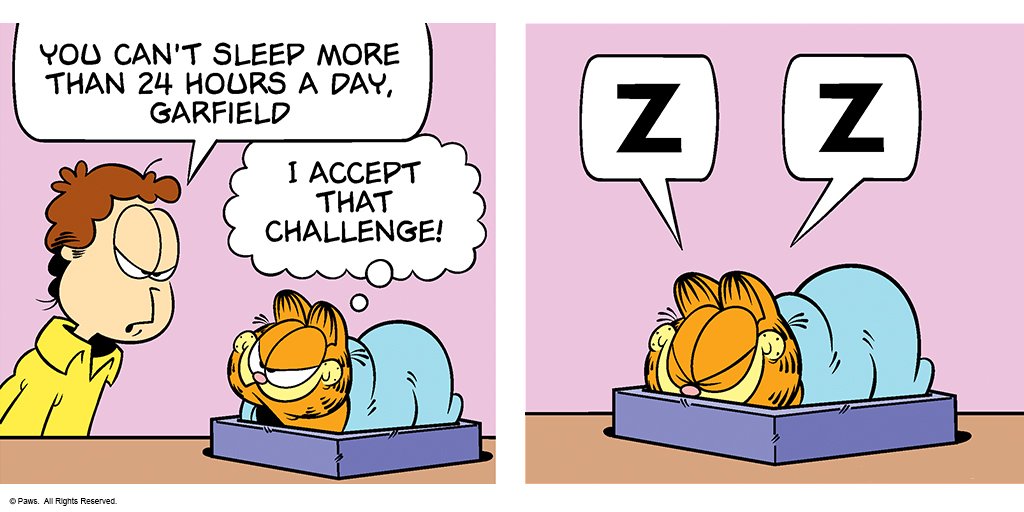 YOU CAN'T SLEEP MORE
THAN 24 HOURS A DAY,
GARFIELD
I ACCEPT
THAT
CHALLENGE!
Z
Z
© Paws. All Rights Reserved.